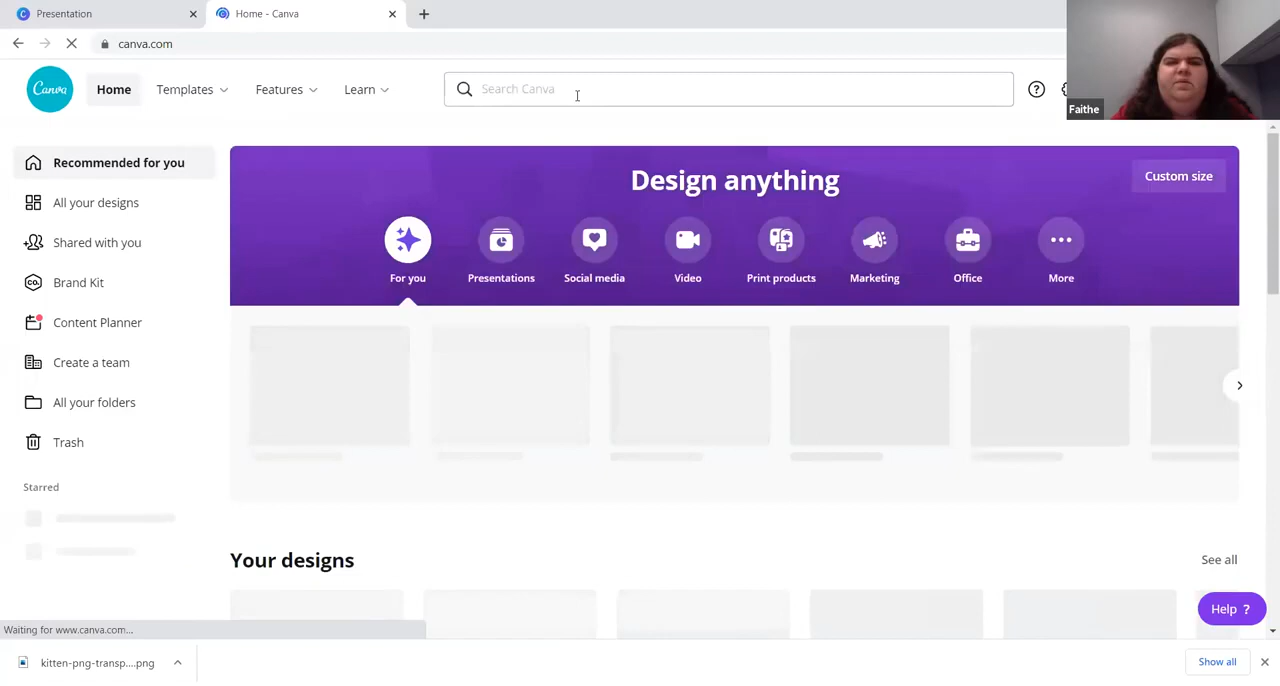 Presentation
Home - Canva
canva.com
Faithe
Canva
Home
Templates
Features
Learn
Search Canva
Recommended for you
All your designs
Shared with you
Brand Kit
Content Planner
Create a team
All your folders
Trash
Starred
Design anything
Custom size
For you
Presentations
Social media
Video
Print products
Marketing
Office
More
Your designs
See all
Help ?
Waiting for www.canva.com...
kitten-png-transp....png
Show all